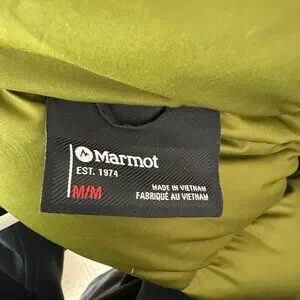 Marmot
EST. 1974
M/M
MADE IN VIETNAM
FABRIQUÉ AU VIETNAM